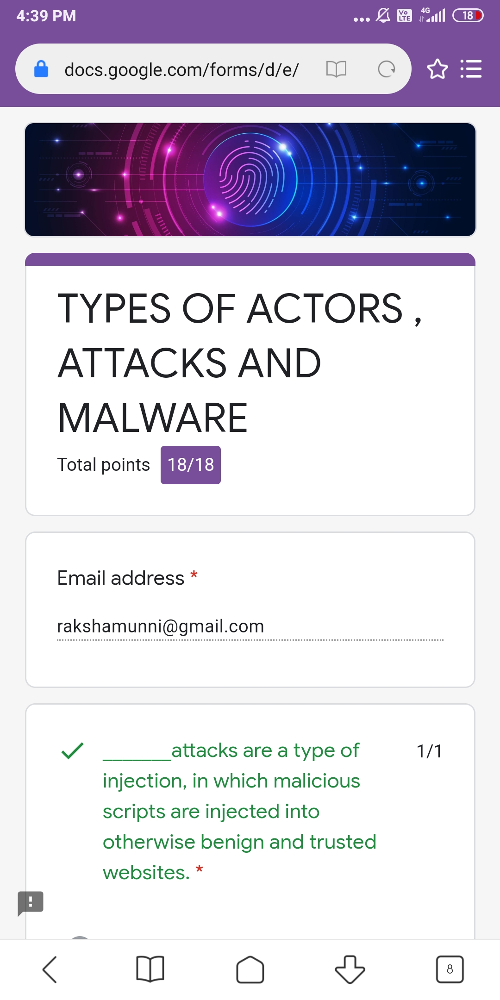 4:39 PM
... Vo LTE 4G 18
docs.google.com/forms/d/e/
TYPES OF ACTORS ,
ATTACKS AND
MALWARE
Total points 18/18
Email address *
rakshamunni@gmail.com
_______attacks are a type of 1/1
injection, in which malicious
scripts are injected into
otherwise benign and trusted
websites. *
8